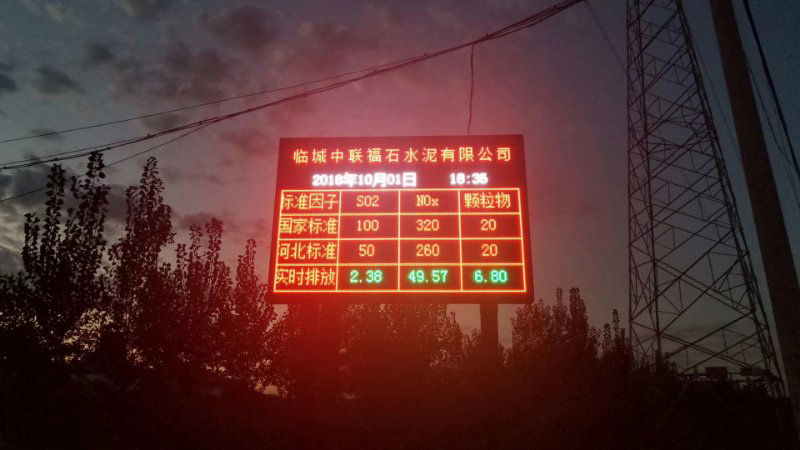 临城中联福石水泥有限公司
2018年10月01日 18:36
标准因子 SO2 NOx 颗粒物
国家标准 100 320 20
河北标准 50 260 20
实时排放 2.38 49.57 6.80